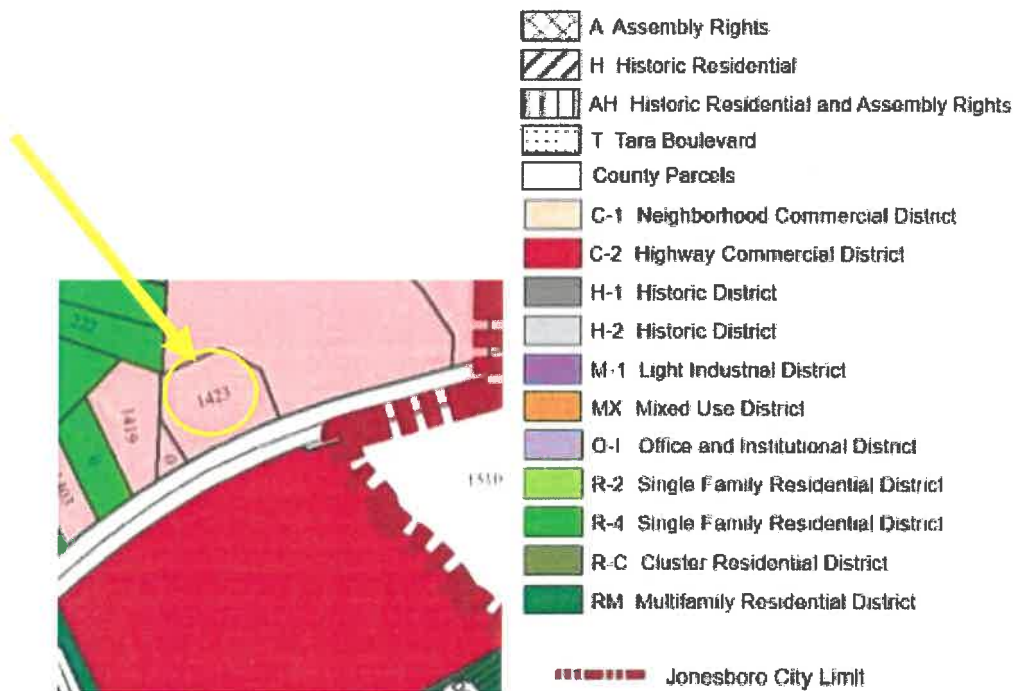 A Assembly Rights
H Historic Residential
AH Historic Residential and Assembly Rights
T Tara Boulevard
County Parcels
C-1 Neighborhood Commercial District
C-2 Highway Commercial District
H-1 Historic District
H-2 Historic District
M-1 Light Industrial District
MX Mixed Use District
O-I Office and Institutional District
R-2 Single Family Residential District
R-4 Single Family Residential District
R-C Cluster Residential District
RM Multifamily Residential District
Jonesboro City Limit
222
1423
1419
0
1403